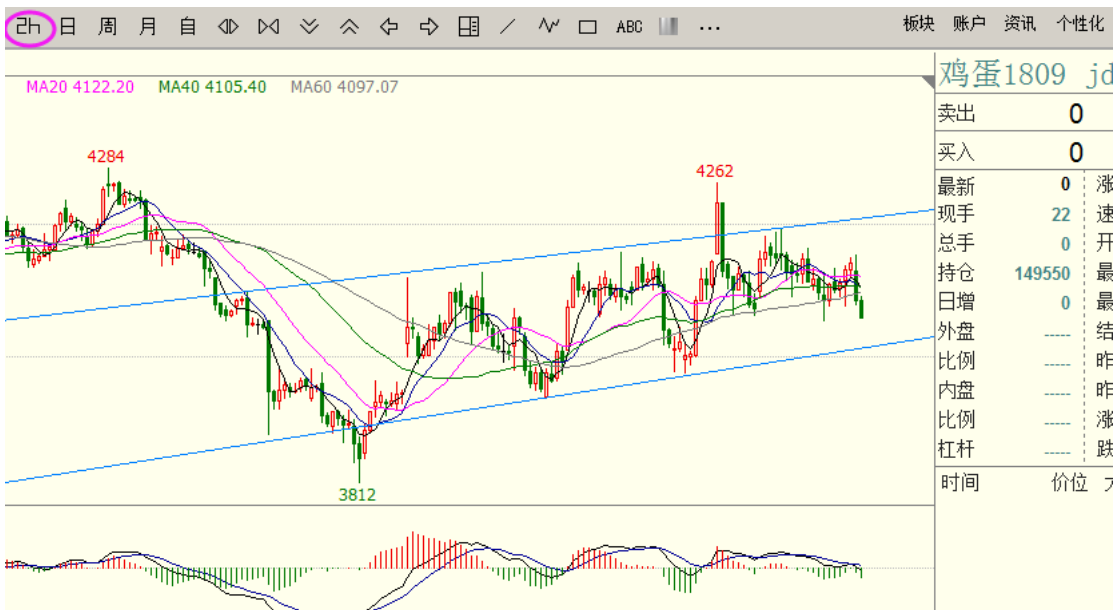 2H 日 周 月 自 ABC ... 板块 账户 资讯 个性化
MA20 4122.20 MA40 4105.40 MA60 4097.07
4284
4262
3812
鸡蛋1809 jd
卖出 0
买入 0
最新 0 涨
现手 22 速
总手 0 开
持仓 149550 最
日增 0 最
外盘 ----- 结
比例 ----- 昨
内盘 ----- 昨
比例 ----- 涨
杠杆 ----- 跌
时间 价位